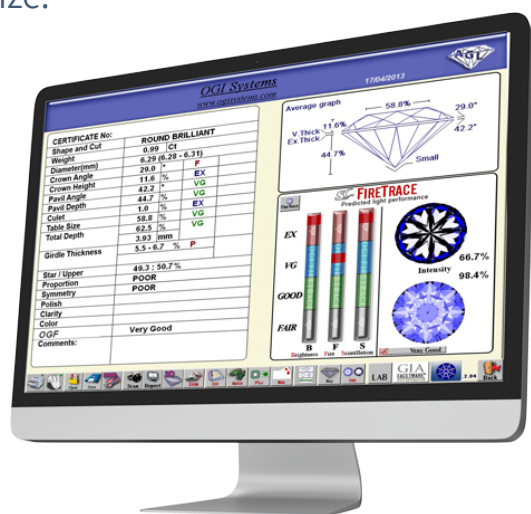 ize.
OGI Systems
www.ogisystems.com
17/04/2013
AGL
CERTIFICATE No:
Shape and Cut ROUND BRILLIANT
Weight 0.99 Ct
Diameter(mm) 6.29 (6.28 - 6.31)
Crown Angle 29.0 ° F
Crown Height 11.6 % EX
Pavil Angle 42.2 ° VG
Pavil Depth 44.7 % VG
Culet 1.0 % EX
Table Size 58.8 % VG
Total Depth 62.5 % VG
3.93 mm
Girdle Thickness 5.5 - 6.7 % P
Star / Upper 49.3 : 50.7%
Proportion POOR
Symmetry POOR
Polish
Clarity
Color
OGF Very Good
Comments:
Average graph
58.8%
29.0°
11.6%
V Thick
Ex.Thick
42.2°
44.7%
Small
FIRETRACE
Predicted light performance
EX
VG
GOOD
FAIR
B F S
Brightness Fire Scintillation
66.7%
Intensity
98.4%
Very Good
Scan Report
LAB GIA
FACETWARE
Back